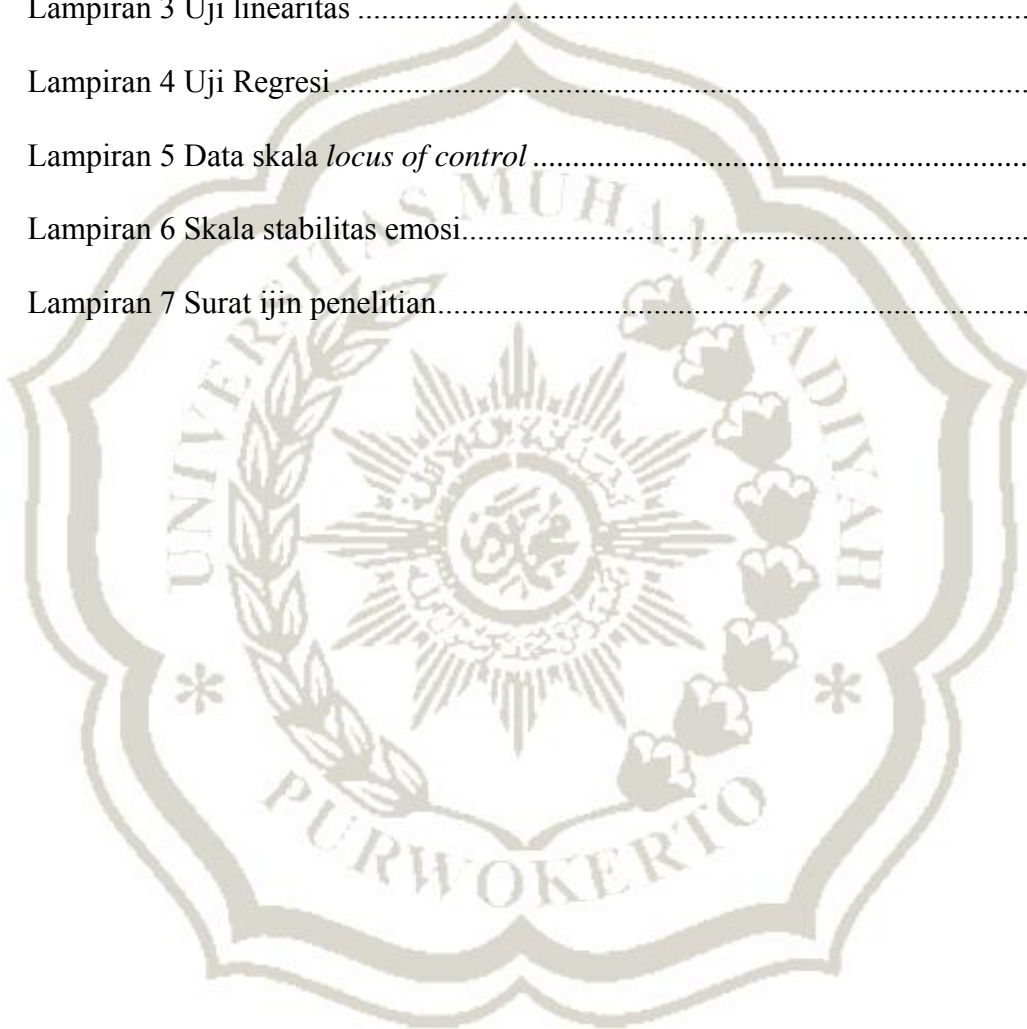 Lampiran 3 Uji linearitas ....................................................................................
Lampiran 4 Uji Regresi.......................................................................................
Lampiran 5 Data skala locus of control ...............................................................
Lampiran 6 Skala stabilitas emosi.......................................................................
Lampiran 7 Surat ijin penelitian..........................................................................
UNIVERSITAS MUHAMMADIYAH
* PURWOKERTO *